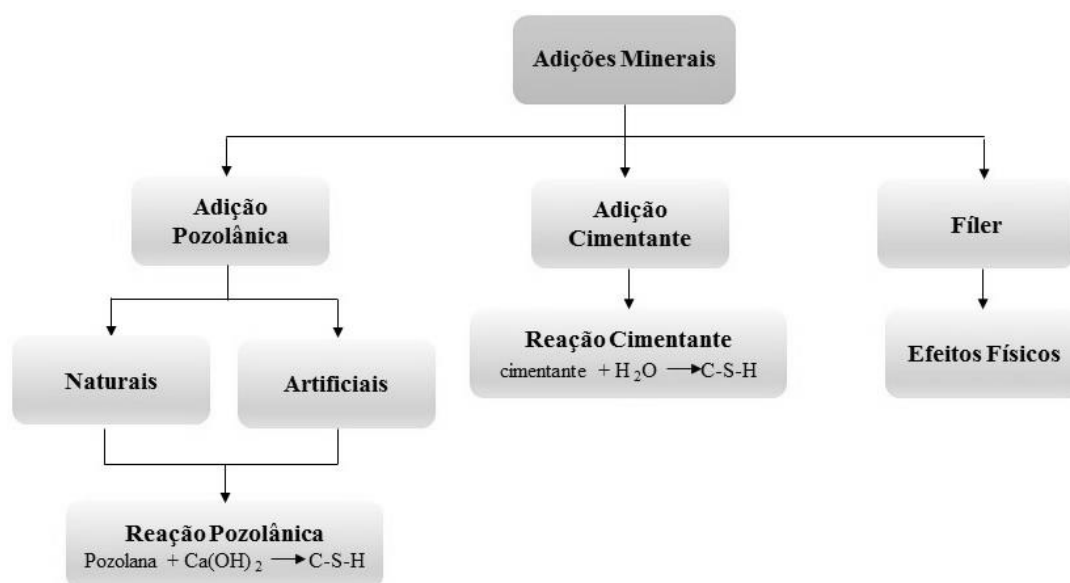 Adições Minerais
Adição
Pozolânica
Adição
Cimentante
Fíler
Naturais
Artificiais
Reação Cimentante
cimentante + H₂O → C-S-H
Efeitos Físicos
Reação Pozolânica
Pozolana + Ca(OH)₂ → C-S-H